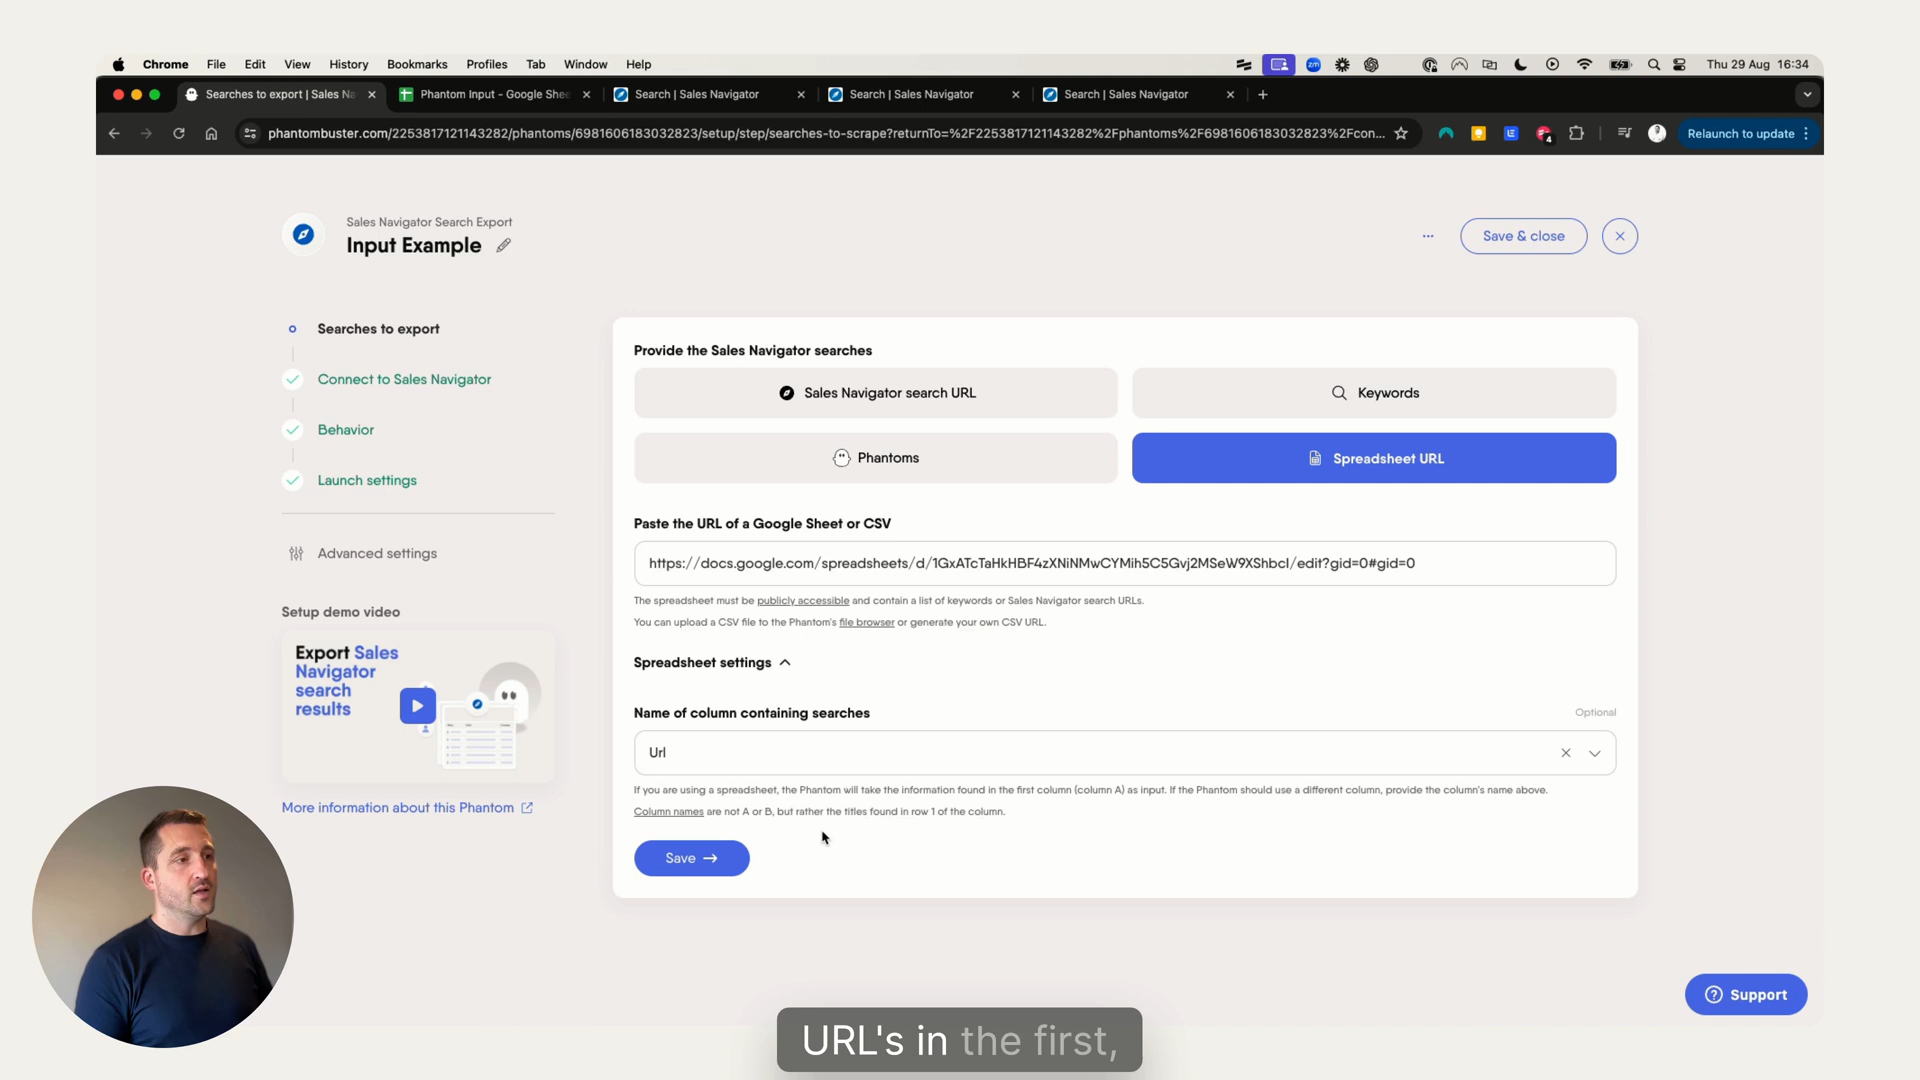 Chrome File Edit View History Bookmarks Profiles Tab Window Help
zm
Thu 29 Aug 16:34
Searches to export | Sales Na
Phantom Input - Google Shee
Search | Sales Navigator
Search | Sales Navigator
Search | Sales Navigator
phantombuster.com/2253817121143282/phantoms/6981606183032823/setup/step/searches-to-scrape?returnTo=%2F2253817121143282%2Fphantoms%2F6981606183032823%2Fcon...
4
Relaunch to update
Sales Navigator Search Export
Input Example
Save & close
Searches to export
Connect to Sales Navigator
Behavior
Launch settings
Advanced settings
Setup demo video
Export Sales
Navigator
search
results
More information about this Phantom
Provide the Sales Navigator searches
Sales Navigator search URL
Keywords
Phantoms
Spreadsheet URL
Paste the URL of a Google Sheet or CSV
https://docs.google.com/spreadsheets/d/1GxATcTaHkHBF4zXNiNMwCYMih5C5Gvj2MSeW9XShbcI/edit?gid=0#gid=0
The spreadsheet must be publicly accessible and contain a list of keywords or Sales Navigator search URLs.
You can upload a CSV file to the Phantom's file browser or generate your own CSV URL.
Spreadsheet settings
Name of column containing searches
Optional
Url
If you are using a spreadsheet, the Phantom will take the information found in the first column (column A) as input. If the Phantom should use a different column, provide the column's name above.
Column names are not A or B, but rather the titles found in row 1 of the column.
Save
Support
URL's in the first,